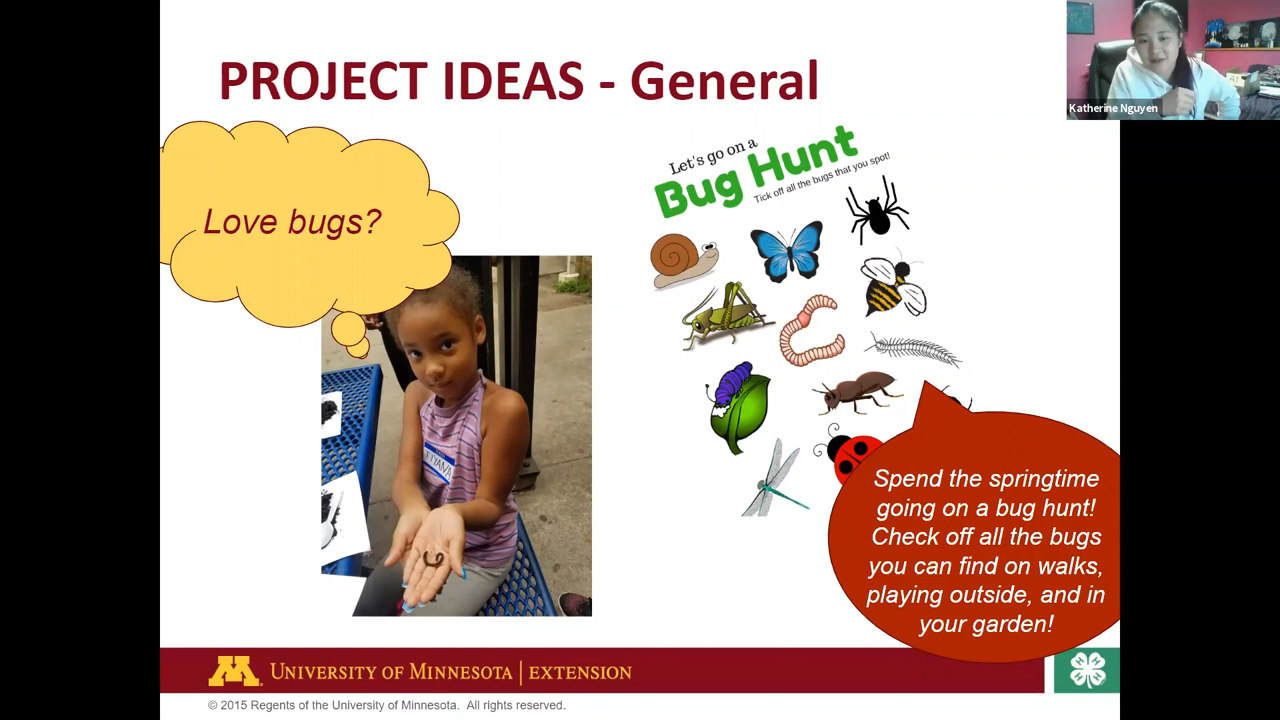 PROJECT IDEAS - General
Katherine Nguyen
Love bugs?
Let's go on a
Bug Hunt
Tick off all the bugs that you spot!
Spend the springtime
going on a bug hunt!
Check off all the bugs
you can find on walks,
playing outside, and in
your garden!
UNIVERSITY OF MINNESOTA | EXTENSION
© 2015 Regents of the University of Minnesota. All rights reserved.